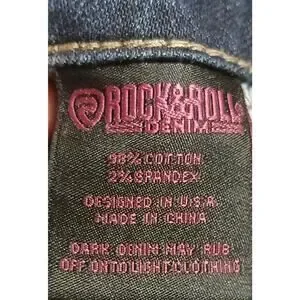 ROCK & ROLL
DENIM
98% COTTON
2% SPANDEX
DESIGNED IN U.S.A.
MADE IN CHINA
DARK DENIM MAY RUB
OFF ONTO LIGHT CLOTHING